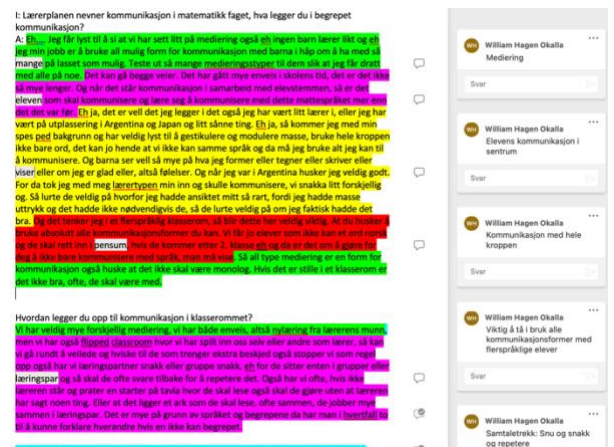 I: Lærerplanen nevner kommunikasjon i matematikk faget, hva legger du i begrepet
kommunikasjon?
A: Eh.... Jeg får lyst til å si at vi har sett litt på mediering også eh ingen barn lærer likt og eh
jeg min jobb er å bruke all mulig form for kommunikasjon med barna i håp om å ha med så
mange på lasset som mulig. Teste ut så mange medieringstyper til dem slik at jeg får dratt
med alle på noe. Det kan gå begge veier. Det har gått mye enveis i skolens tid, det er det ikke
så mye lenger. Og når det står kommunikasjon i samarbeid med elevstemmen, så er det
eleven som skal kommunisere og lære seg å kommunisere med dette mattespråket mer enn
det det var før. Eh ja, det er vell det jeg legger i det også jeg har vært litt lærer i, eller jeg har
vært på utplassering i Argentina og Japan og litt sånne ting. Eh ja, så kommer jeg med min
spes ped bakgrunn og har veldig lyst til å gestikulere og modulere masse, bruke hele kroppen
ikke bare ord, det kan jo hende at vi ikke kan samme språk og da må jeg bruke alt jeg kan til
å kommunisere. Og barna ser vell så mye på hva jeg former eller tegner eller skriver eller
viser eller om jeg er glad eller, altså følelser. Og når jeg var i Argentina husker jeg veldig godt.
For da tok jeg med meg lærertypen min inn og skulle kommunisere, vi snakka litt forskjellig
og. Så lurte de veldig på hvorfor jeg hadde ansiktet mitt så rart, fordi jeg hadde masse
uttrykk og det hadde ikke nødvendigvis de, så de lurte veldig på om jeg faktisk hadde det
bra. Og det tenker jeg i et flerspråklig klasserom, så blir dette her veldig viktig. At du husker å
bruke absolutt alle kommunikasjonsformer du kan. Vi får jo elever som ikke kan et ord norsk
og de skal rett inn i pensum, hvis de kommer etter 2, klasse eh og da er det om å gjøre for
deg å ikke bare kommunisere med språk, man må vise. Så all type mediering er en form for
kommunikasjon også huske at det ikke skal være monolog. Hvis det er stille i et klasserom er
det ikke bra, ofte, de skal være med.
Hvordan legger du opp til kommunikasjon i klasserommet?
Vi har veldig mye forskjellig mediering, vi har både enveis, altså nylæring fra lærerens munn,
men vi har også flipped classroom hvor vi har spilt inn oss selv eller andre som lærer, så kan
vi gå rundt å veilede og hviske til de som trenger ekstra beskjed også stopper vi som regel
opp også har vi læringspartner snakk eller gruppe snakk, eh for de sitter enten i grupper eller
læringspar og så skal de ofte svare tilbake for å repetere det. Også har vi ofte, hvis ikke
læreren står og prater en starter på tavla hvor de skal lese også skal de gjøre uten at læreren
har sagt noen ting. Eller at det ligger et ark som de skal lese, ofte sammen, de jobber mye
sammen i læringspar. Det er mye på grunn av språket og begrepene da har man i hvertfall to
til å kunne forklare hverandre hvis en ikke kan begrepet.
WH William Hagen Okalla
Mediering
Svar
WH William Hagen Okalla
Elevens kommunikasjon i
sentrum
Svar
WH William Hagen Okalla
Kommunikasjon med hele
kroppen
Svar
WH William Hagen Okalla
Viktig å tå i bruk alle
kommunikasjonsformer med
flerspråklige elever
Svar
WH William Hagen Okalla
Samtaletrekk: Snu og snakk
og repetere